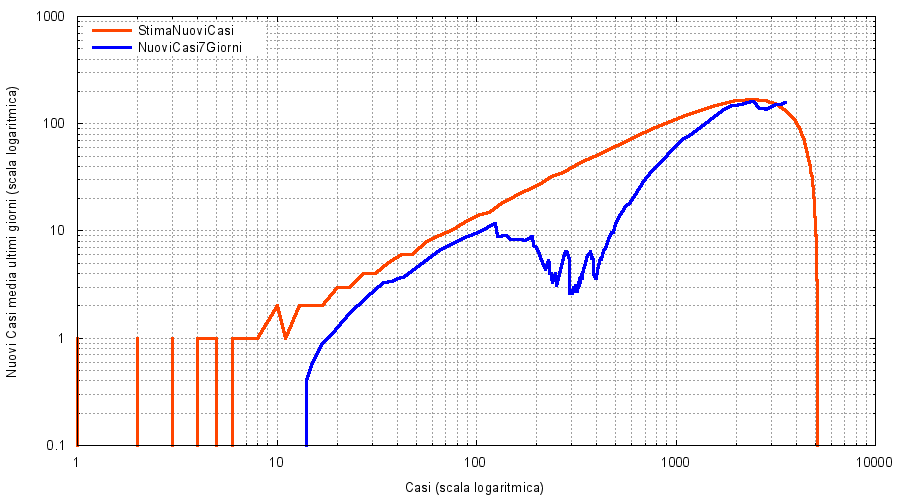 1000
StimaNuoviCasi
NuoviCasi7Giorni
100
10
1
0.1
Nuovi Casi media ultimi giorni (scala logaritmica)
1 10 100 1000 10000
Casi (scala logaritmica)